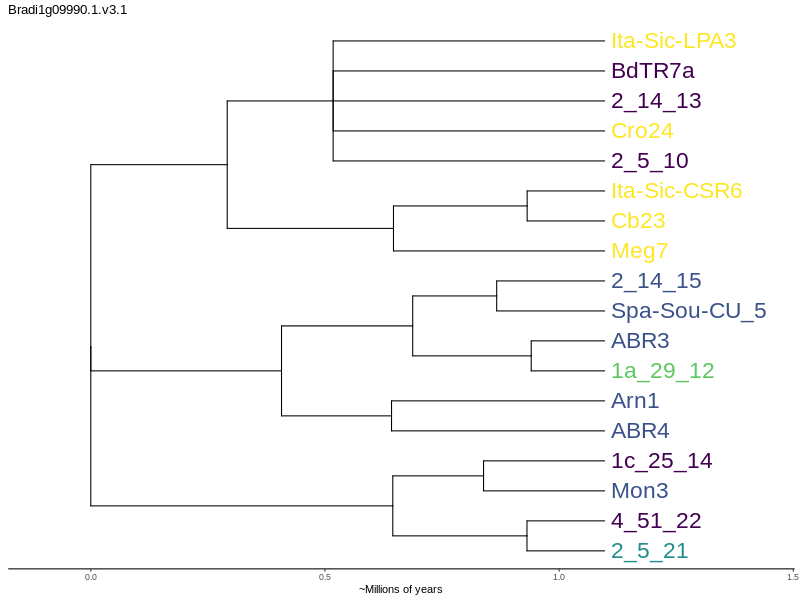 Bradi1g09990.1.v3.1
Ita-Sic-LPA3
BdTR7a
2_14_13
Cro24
2_5_10
Ita-Sic-CSR6
Cb23
Meg7
2_14_15
Spa-Sou-CU_5
ABR3
1a_29_12
Arn1
ABR4
1c_25_14
Mon3
4_51_22
2_5_21
0.0 0.5 1.0 1.5
~Millions of years